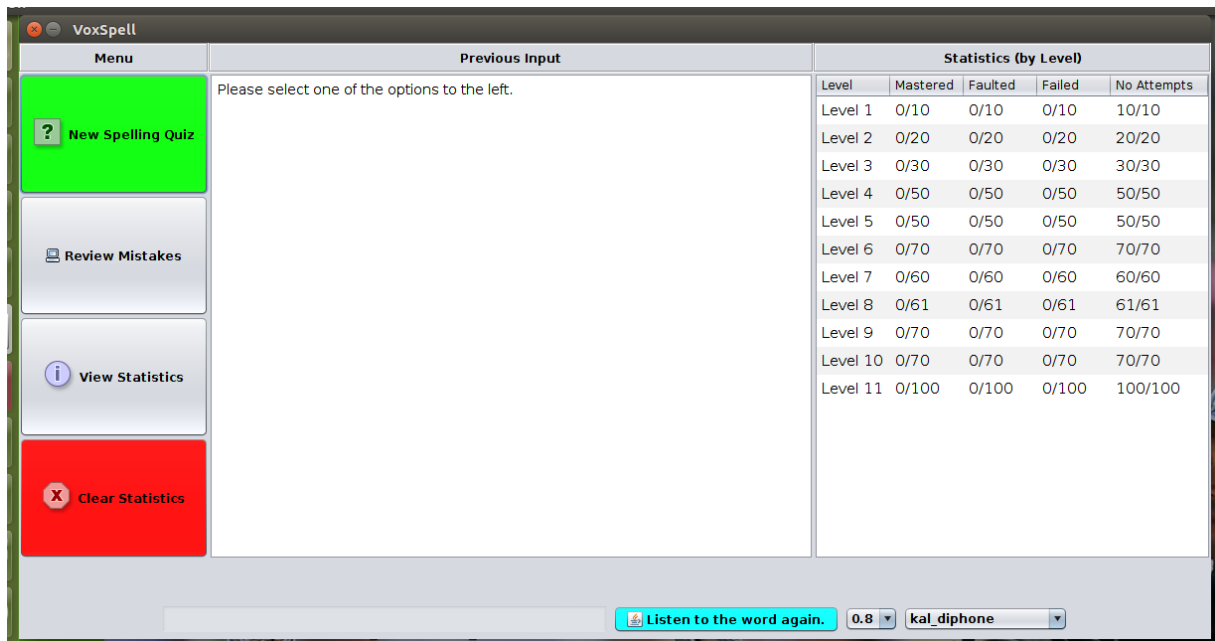 VoxSpell
Menu Previous Input Statistics (by Level)
Please select one of the options to the left.
? New Spelling Quiz
Review Mistakes
i View Statistics
X Clear Statistics
Level Mastered Faulted Failed No Attempts
Level 1 0/10 0/10 0/10 10/10
Level 2 0/20 0/20 0/20 20/20
Level 3 0/30 0/30 0/30 30/30
Level 4 0/50 0/50 0/50 50/50
Level 5 0/50 0/50 0/50 50/50
Level 6 0/70 0/70 0/70 70/70
Level 7 0/60 0/60 0/60 60/60
Level 8 0/61 0/61 0/61 61/61
Level 9 0/70 0/70 0/70 70/70
Level 10 0/70 0/70 0/70 70/70
Level 11 0/100 0/100 0/100 100/100
Listen to the word again. 0.8 kal_diphone